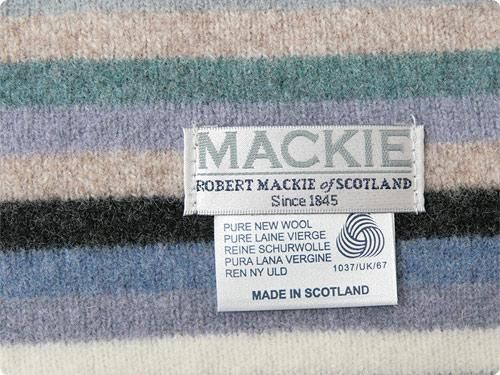 MACKIE
ROBERT MACKIE of SCOTLAND
Since 1845
PURE NEW WOOL
PURE LAINE VIERGE
REINE SCHURWOLLE
PURA LANA VERGINE
REN NY ULD
1037/UK/67
MADE IN SCOTLAND